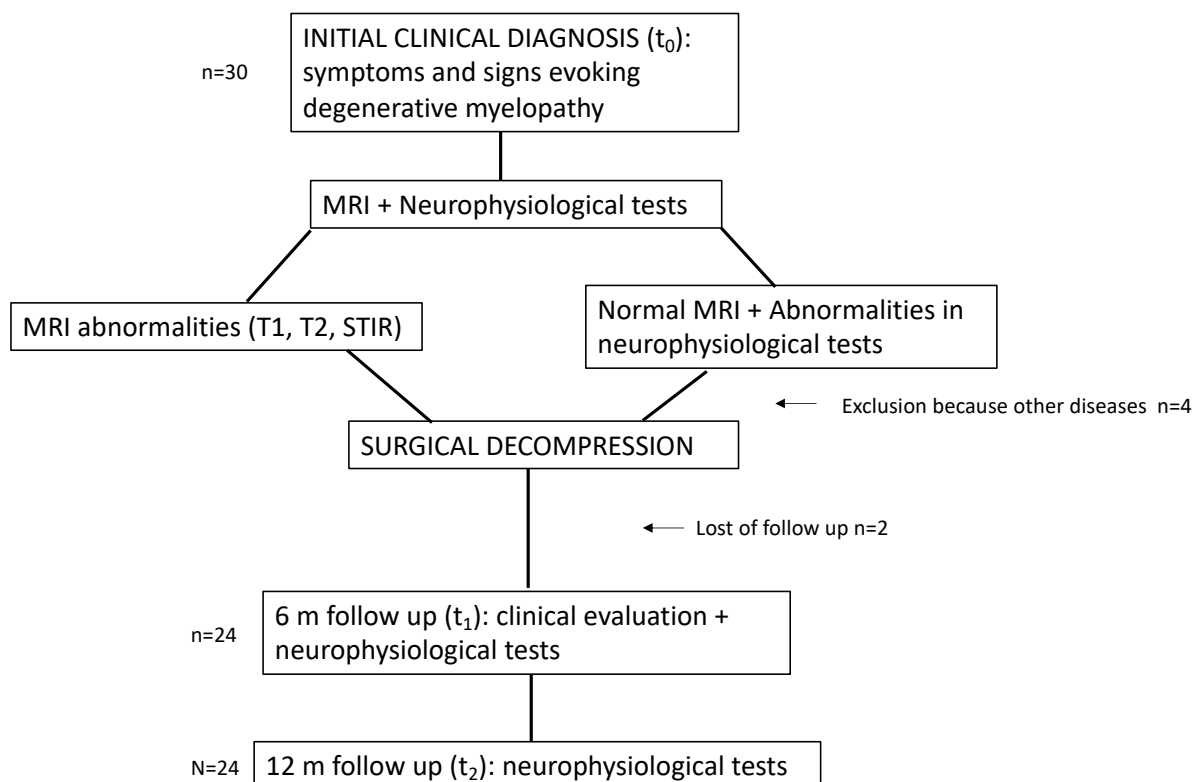 INITIAL CLINICAL DIAGNOSIS (t₀):
symptoms and signs evoking
degenerative myelopathy
n=30
MRI + Neurophysiological tests
MRI abnormalities (T1, T2, STIR)
Normal MRI + Abnormalities in
neurophysiological tests
Exclusion because other diseases n=4
SURGICAL DECOMPRESSION
Lost of follow up n=2
6 m follow up (t₁): clinical evaluation +
neurophysiological tests
n=24
N=24
12 m follow up (t₂): neurophysiological tests